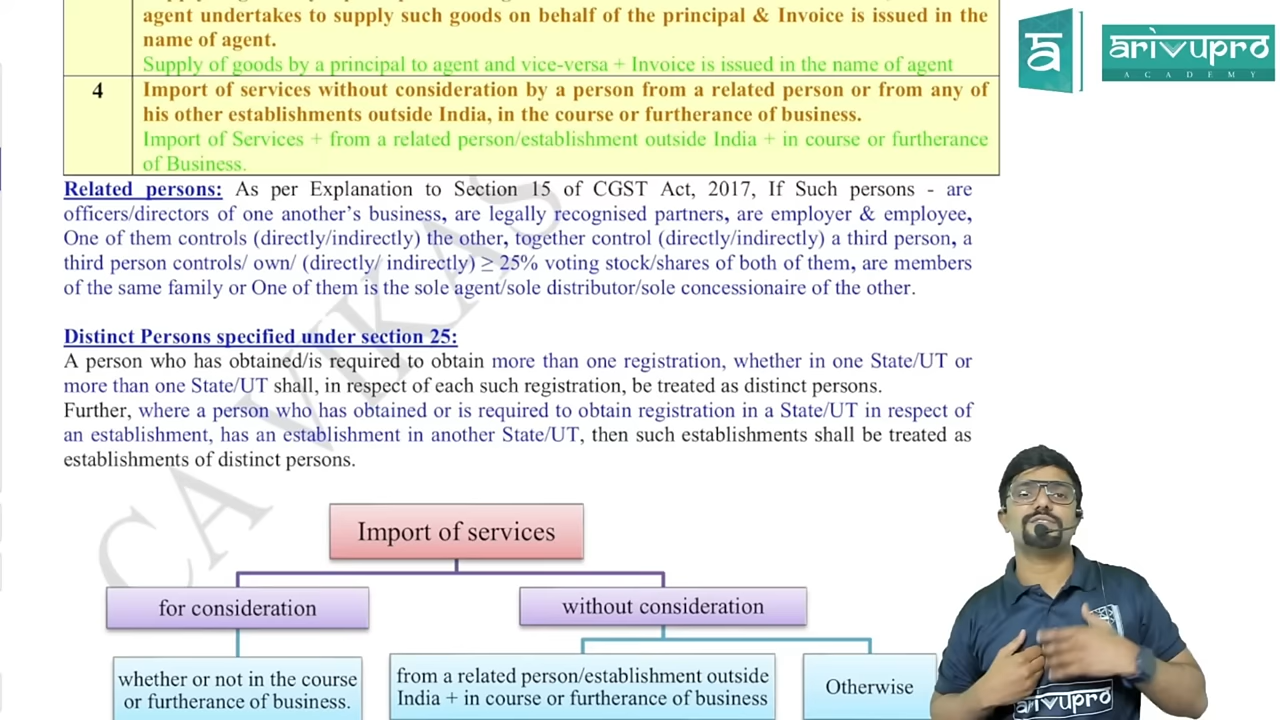 agent undertakes to supply such goods on behalf of the principal & Invoice is issued in the
name of agent.
Supply of goods by a principal to agent and vice-versa + Invoice is issued in the name of agent
4
Import of services without consideration by a person from a related person or from any of
his other establishments outside India, in the course or furtherance of business.
Import of Services + from a related person/establishment outside India + in course or furtherance
of Business.
Related persons: As per Explanation to Section 15 of CGST Act, 2017, If Such persons - are
officers/directors of one another's business, are legally recognised partners, are employer & employee,
One of them controls (directly/indirectly) the other, together control (directly/indirectly) a third person, a
third person controls/ own/ (directly/ indirectly) ≥ 25% voting stock/shares of both of them, are members
of the same family or One of them is the sole agent/sole distributor/sole concessionaire of the other.
Distinct Persons specified under section 25:
A person who has obtained/is required to obtain more than one registration, whether in one State/UT or
more than one State/UT shall, in respect of each such registration, be treated as distinct persons.
Further, where a person who has obtained or is required to obtain registration in a State/UT in respect of
an establishment, has an establishment in another State/UT, then such establishments shall be treated as
establishments of distinct persons.
Import of services
for consideration
without consideration
whether or not in the course
or furtherance of business.
from a related person/establishment outside
India + in course or furtherance of business
Otherwise
CA VIKAS
arivupro
ACADEMY
arivupro